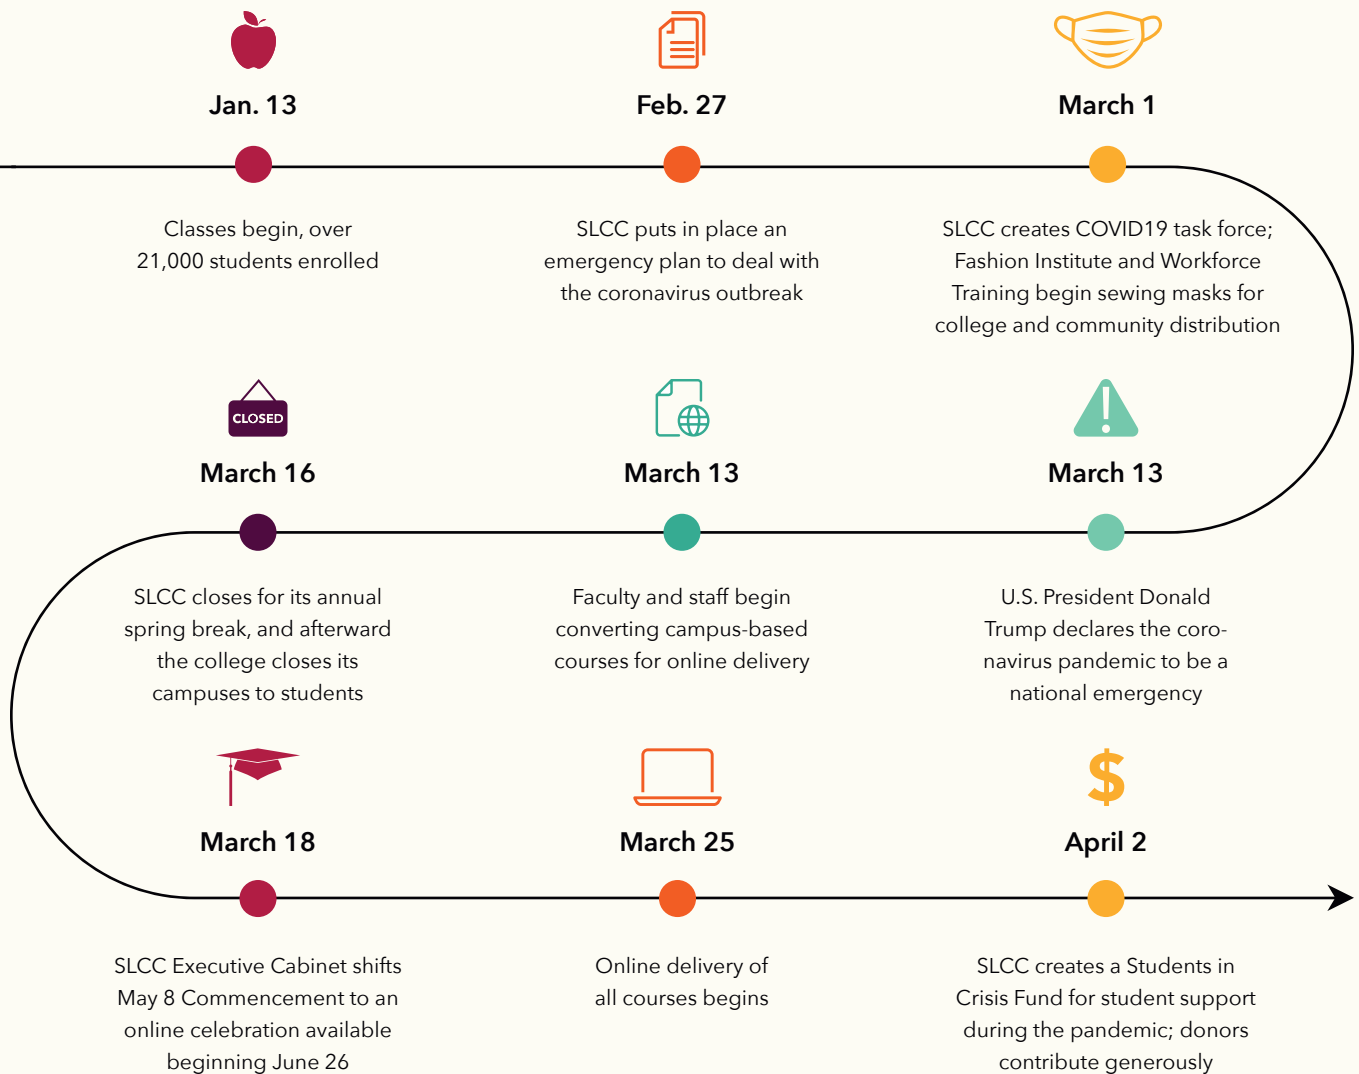 Jan. 13
Classes begin, over
21,000 students enrolled
Feb. 27
SLCC puts in place an
emergency plan to deal with
the coronavirus outbreak
March 1
SLCC creates COVID19 task force;
Fashion Institute and Workforce
Training begin sewing masks for
college and community distribution
March 13
U.S. President Donald
Trump declares the coro-
navirus pandemic to be a
national emergency
March 13
Faculty and staff begin
converting campus-based
courses for online delivery
CLOSED
March 16
SLCC closes for its annual
spring break, and afterward
the college closes its
campuses to students
March 18
SLCC Executive Cabinet shifts
May 8 Commencement to an
online celebration available
beginning June 26
March 25
Online delivery of
all courses begins
$
April 2
SLCC creates a Students in
Crisis Fund for student support
during the pandemic; donors
contribute generously